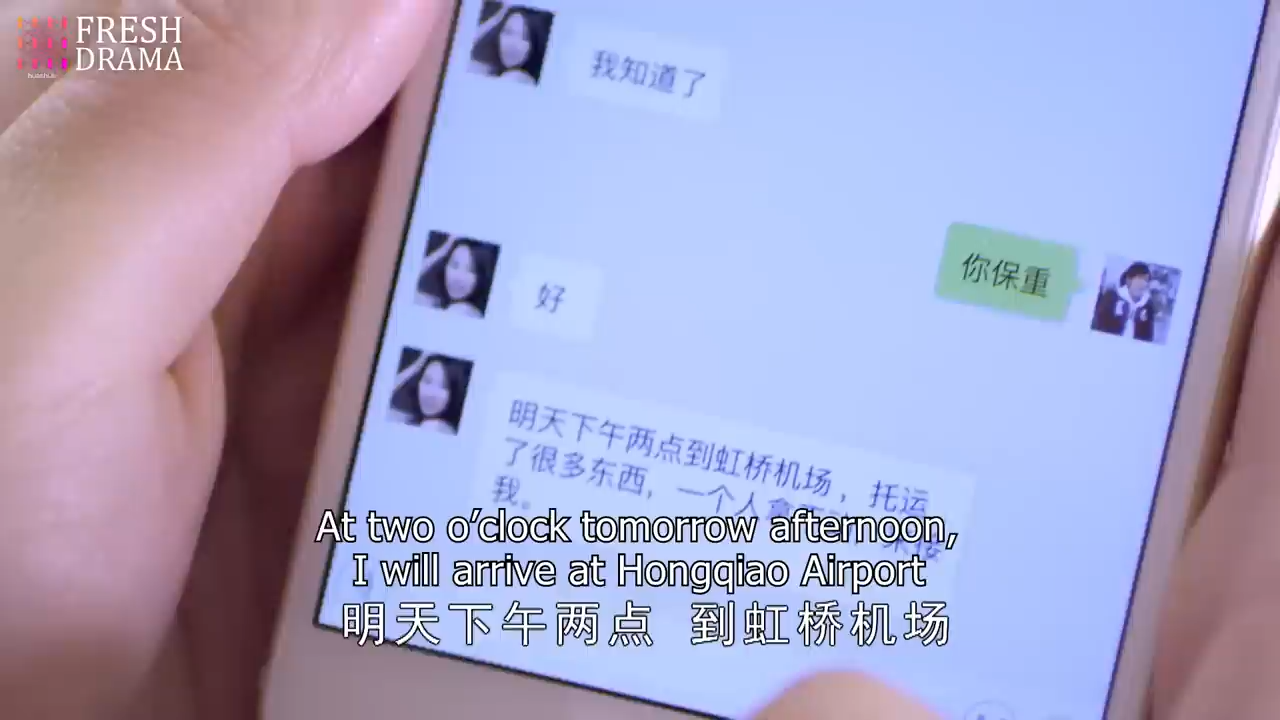 FRESH
DRAMA
我知道了
你保重
好
明天下午两点到虹桥机场，托运
了很多东西，一个人拿
我。
At two o’clock tomorrow afternoon,
I will arrive at Hongqiao Airport
明天下午两点 到虹桥机场